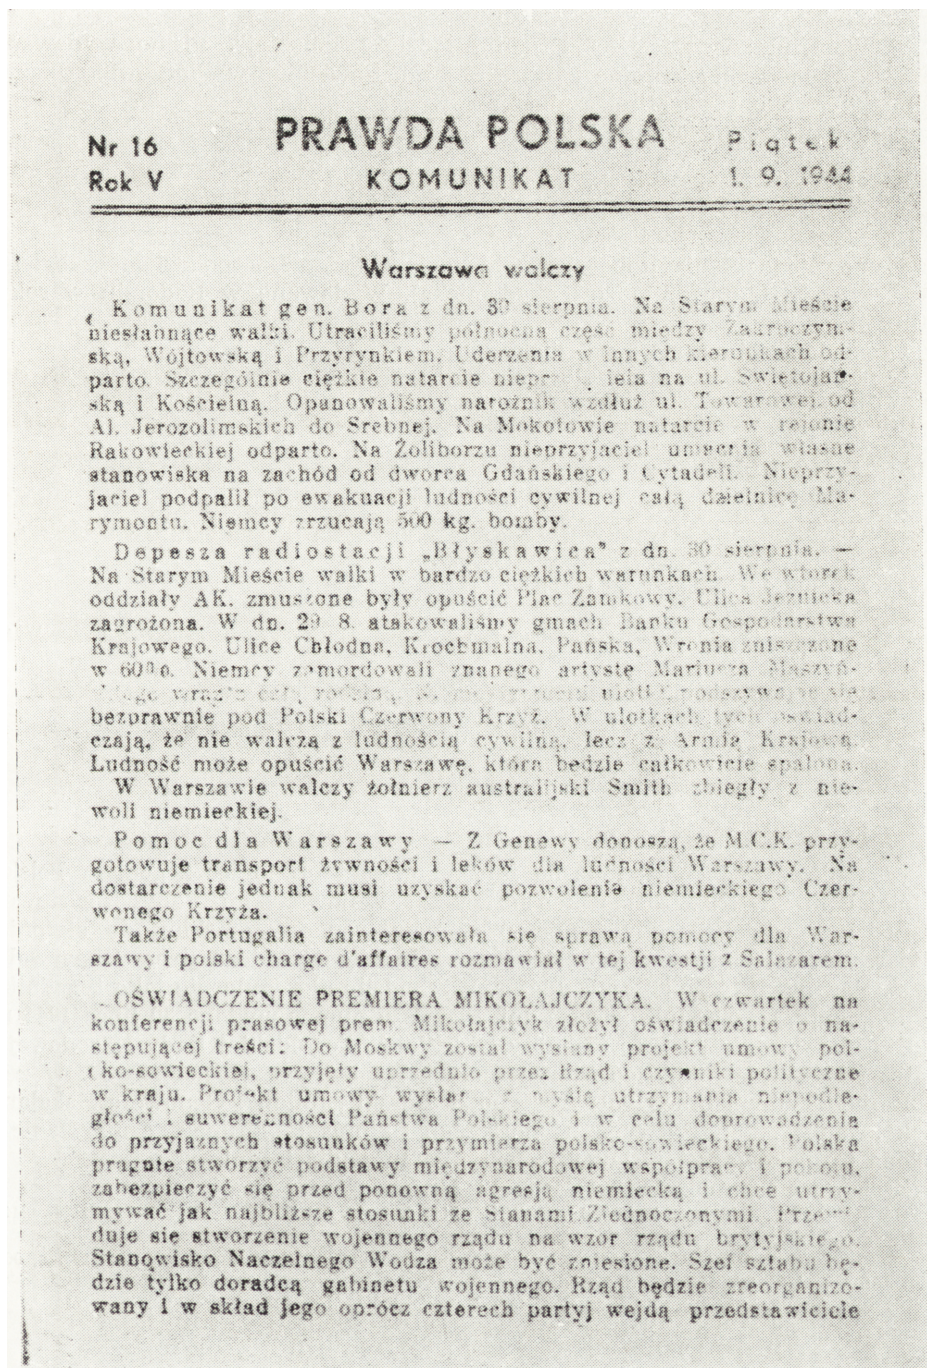 Nr 16
Rok V
PRAWDA POLSKA
KOMUNIKAT
Piątek
1. 9. 1944
Warszawa walczy
Komunikat gen. Bora z dn. 30 sierpnia. Na Starym Mieście
niesłabnące walki. Utraciliśmy północną część między Zakroczym-
ską, Wójtowską i Przyrynkiem. Uderzenia w innych kierunkach od-
parto. Szczególnie ciężkie natarcie na ul. Świętojań-
ską i Kościelną. Opanowaliśmy narożnik wzdłuż ul. Towarowej od
Al. Jerozolimskich do Srebnej. Na Mokotowie natarcie w rejonie
Rakowieckiej odparto. Na Żoliborzu nieprzyjaciel umacnia własne
stanowiska na zachód od dworca Gdańskiego i Cytadeli. Nieprzy-
jaciel podpalił po ewakuacji ludności cywilnej całą dzielnicę Ma-
rymontu. Niemcy zrzucają 500 kg. bomby.
Depesza radiostacji „Błyskawica" z dn. 30 sierpnia. —
Na Starym Mieście walki w bardzo ciężkich warunkach. We wtorek
oddziały AK. zmuszone były opuścić Plac Zamkowy. Ulica Jezuicka
zagrożona. W dn. 29 8. atakowaliśmy gmach Banku Gospodarstwa
Krajowego. Ulice Chłodna, Krochmalna, Pańska, Wronia zniszczone
w 60%. Niemcy zamordowali znanego artystę Mariusza Maszyń-
skiego wraz z całą rodziną. ulotki podszywając się
bezprawnie pod Polski Czerwony Krzyż. W ulotkach tych oświad-
czają, że nie walczą z ludnością cywilną, lecz z Armią Krajową.
Ludność może opuścić Warszawę, która będzie całkowicie spalona.
W Warszawie walczy żołnierz australijski Smith zbiegły z nie-
woli niemieckiej.
Pomoc dla Warszawy — Z Genewy donoszą, że M.C.K. przy-
gotowuje transport żywności i leków dla ludności Warszawy. Na
dostarczenie jednak musi uzyskać pozwolenie niemieckiego Czer-
wonego Krzyża.
Także Portugalia zainteresowała się sprawą pomocy dla War-
szawy i polski charge d'affaires rozmawiał w tej kwestji z Salazarem.
OŚWIADCZENIE PREMIERA MIKOŁAJCZYKA. W czwartek na
konferencji prasowej prem. Mikołajczyk złożył oświadczenie o na-
stępującej treści: Do Moskwy został wysłany projekt umowy pol-
sko-sowieckiej, przyjęty uprzednio przez Rząd i czynniki polityczne
w kraju. Projekt umowy wysłano z myślą utrzymania niepodle-
głości i suwerenności Państwa Polskiego i w celu doprowadzenia
do przyjaznych stosunków i przymierza polsko-sowieckiego. Polska
pragnie stworzyć podstawy międzynarodowej współpracy i pokoju,
zabezpieczyć się przed ponowną agresją niemiecką i chce utrzy-
mywać jak najbliższe stosunki ze Stanami Zjednoczonymi. Przewi-
duje się stworzenie wojennego rządu na wzór rządu brytyjskiego.
Stanowisko Naczelnego Wodza może być zniesione. Szef sztabu bę-
dzie tylko doradcą gabinetu wojennego. Rząd będzie zreorganizo-
wany i w skład jego oprócz czterech partyj wejdą przedstawiciele